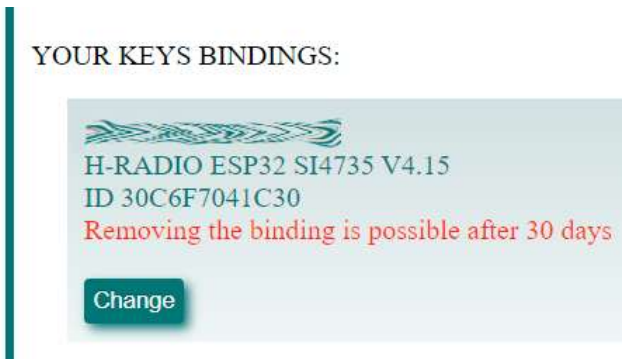 YOUR KEYS BINDINGS:
H-RADIO ESP32 SI4735 V4.15
ID 30C6F7041C30
Removing the binding is possible after 30 days
Change